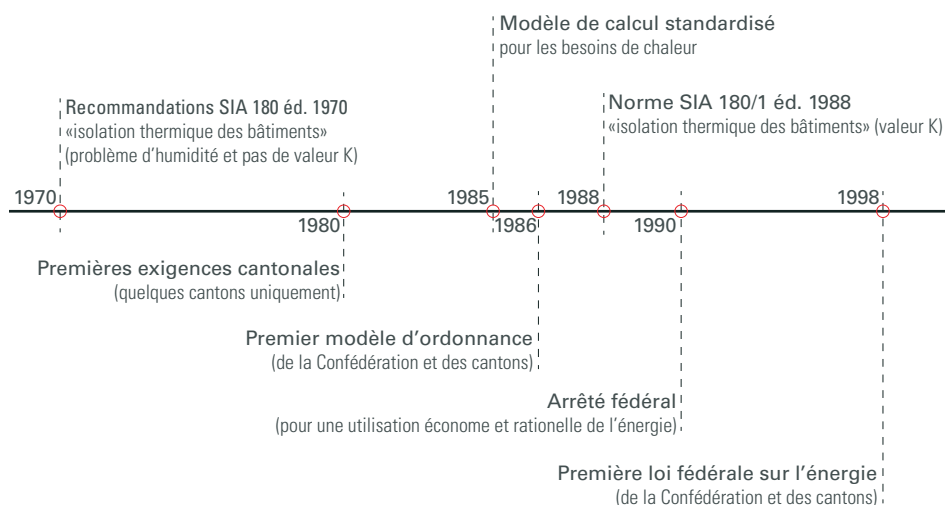 Modèle de calcul standardisé
pour les besoins de chaleur
Recommandations SIA 180 éd. 1970
«isolation thermique des bâtiments»
(problème d’humidité et pas de valeur K)
Norme SIA 180/1 éd. 1988
«isolation thermique des bâtiments» (valeur K)
1970
1985
1988
1998
1980
1986
1990
Premières exigences cantonales
(quelques cantons uniquement)
Premier modèle d’ordonnance
(de la Confédération et des cantons)
Arrêté fédéral
(pour une utilisation économe et rationelle de l’énergie)
Première loi fédérale sur l’énergie
(de la Confédération et des cantons)